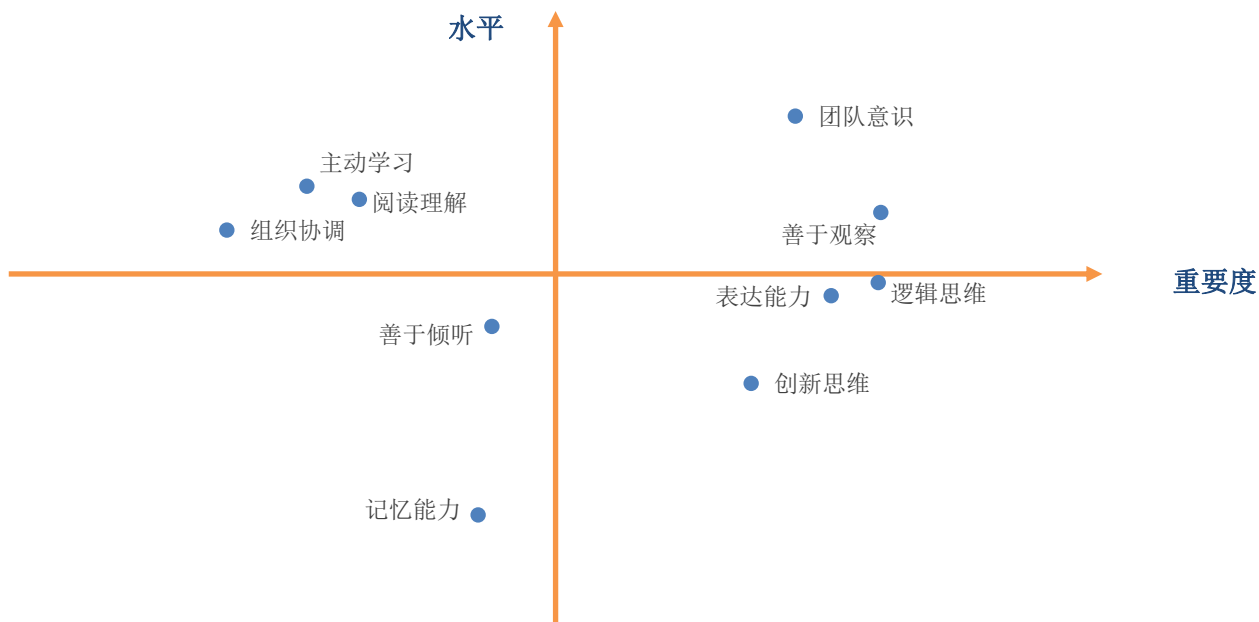 水平
团队意识
主动学习
阅读理解
组织协调
善于观察
重要度
表达能力
逻辑思维
善于倾听
创新思维
记忆能力